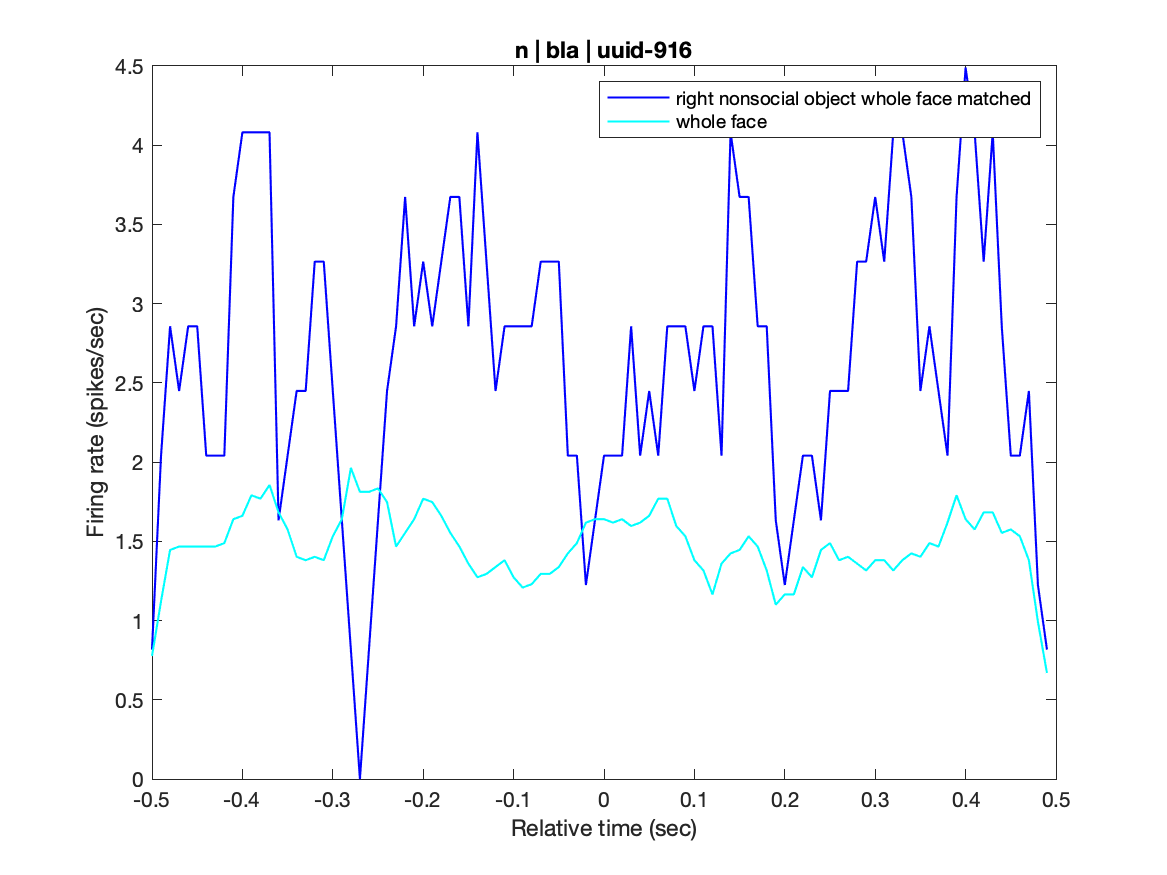 n | bla | uuid-916
right nonsocial object whole face matched
whole face
Firing rate (spikes/sec)
4.5
4
3.5
3
2.5
2
1.5
1
0.5
0
-0.5 -0.4 -0.3 -0.2 -0.1 0 0.1 0.2 0.3 0.4 0.5
Relative time (sec)